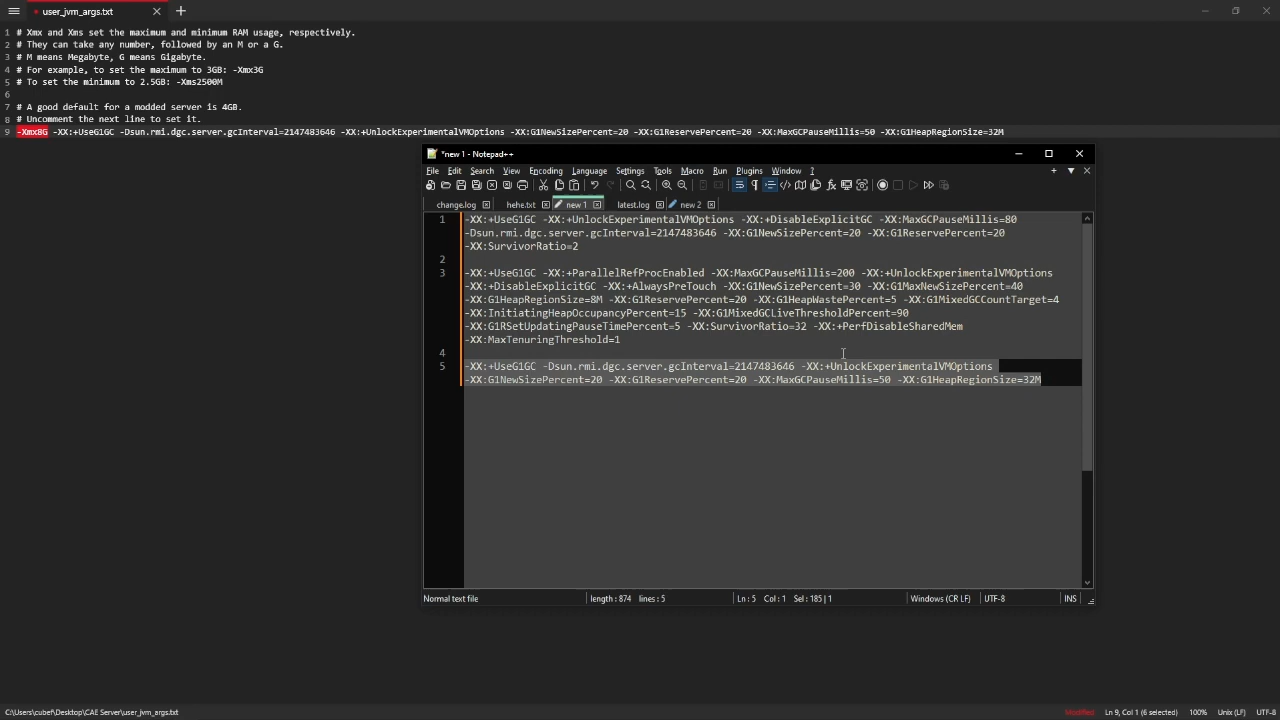 user_jvm_args.txt
1 # Xmx and Xms set the maximum and minimum RAM usage, respectively.
2 # They can take any number, followed by an M or a G.
3 # M means Megabyte, G means Gigabyte.
4 # For example, to set the maximum to 3GB: -Xmx3G
5 # To set the minimum to 2.5GB: -Xms2500M
6
7 # A good default for a modded server is 4GB.
8 # Uncomment the next line to set it.
9 -Xmx8G -XX:+UseG1GC -Dsun.rmi.dgc.server.gcInterval=2147483646 -XX:+UnlockExperimentalVMOptions -XX:G1NewSizePercent=20 -XX:G1ReservePercent=20 -XX:MaxGCPauseMillis=50 -XX:G1HeapRegionSize=32M
*new 1 - Notepad++
File Edit Search View Encoding Language Settings Tools Macro Run Plugins Window ?
change.log hehe.txt new 1 latest.log new 2
1 -XX:+UseG1GC -XX:+UnlockExperimentalVMOptions -XX:+DisableExplicitGC -XX:MaxGCPauseMillis=80
-Dsun.rmi.dgc.server.gcInterval=2147483646 -XX:G1NewSizePercent=20 -XX:G1ReservePercent=20
-XX:SurvivorRatio=2
2
3 -XX:+UseG1GC -XX:+ParallelRefProcEnabled -XX:MaxGCPauseMillis=200 -XX:+UnlockExperimentalVMOptions
-XX:+DisableExplicitGC -XX:+AlwaysPreTouch -XX:G1NewSizePercent=30 -XX:G1MaxNewSizePercent=40
-XX:G1HeapRegionSize=8M -XX:G1ReservePercent=20 -XX:G1HeapWastePercent=5 -XX:G1MixedGCCountTarget=4
-XX:InitiatingHeapOccupancyPercent=15 -XX:G1MixedGCLiveThresholdPercent=90
-XX:G1RSetUpdatingPauseTimePercent=5 -XX:SurvivorRatio=32 -XX:+PerfDisableSharedMem
-XX:MaxTenuringThreshold=1
4
5 -XX:+UseG1GC -Dsun.rmi.dgc.server.gcInterval=2147483646 -XX:+UnlockExperimentalVMOptions
-XX:G1NewSizePercent=20 -XX:G1ReservePercent=20 -XX:MaxGCPauseMillis=50 -XX:G1HeapRegionSize=32M
Normal text file length : 874 lines : 5 Ln : 5 Col : 1 Sel : 185 | 1 Windows (CR LF) UTF-8 INS
C:\Users\cubef\Desktop\CAE Server\user_jvm_args.txt Modified Ln 9, Col 1 (6 selected) 100% Unix (LF) UTF-8